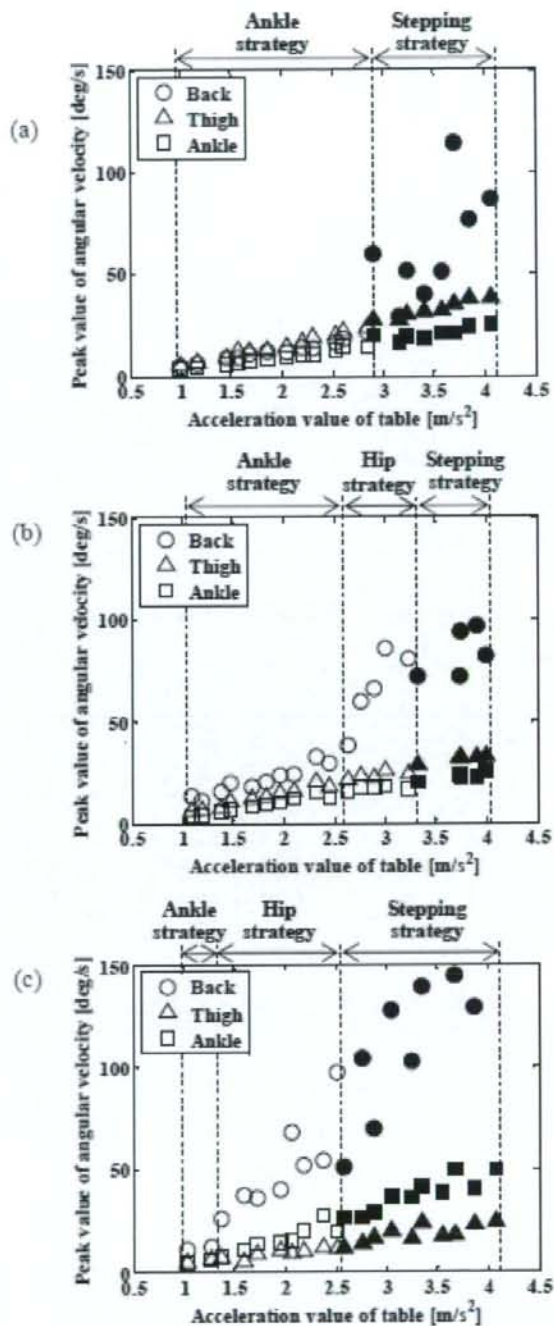 Ankle strategy
Stepping strategy
(a)
Peak value of angular velocity [deg/s]
150
100
50
0
Back
Thigh
Ankle
0.5 1 1.5 2 2.5 3 3.5 4 4.5
Acceleration value of table [m/s²]
Ankle strategy
Hip strategy
Stepping strategy
(b)
Peak value of angular velocity [deg/s]
150
100
50
0
Back
Thigh
Ankle
0.5 1 1.5 2 2.5 3 3.5 4 4.5
Acceleration value of table [m/s²]
Ankle strategy
Hip strategy
Stepping strategy
(c)
Peak value of angular velocity [deg/s]
150
100
50
0
Back
Thigh
Ankle
0.5 1 1.5 2 2.5 3 3.5 4 4.5
Acceleration value of table [m/s²]